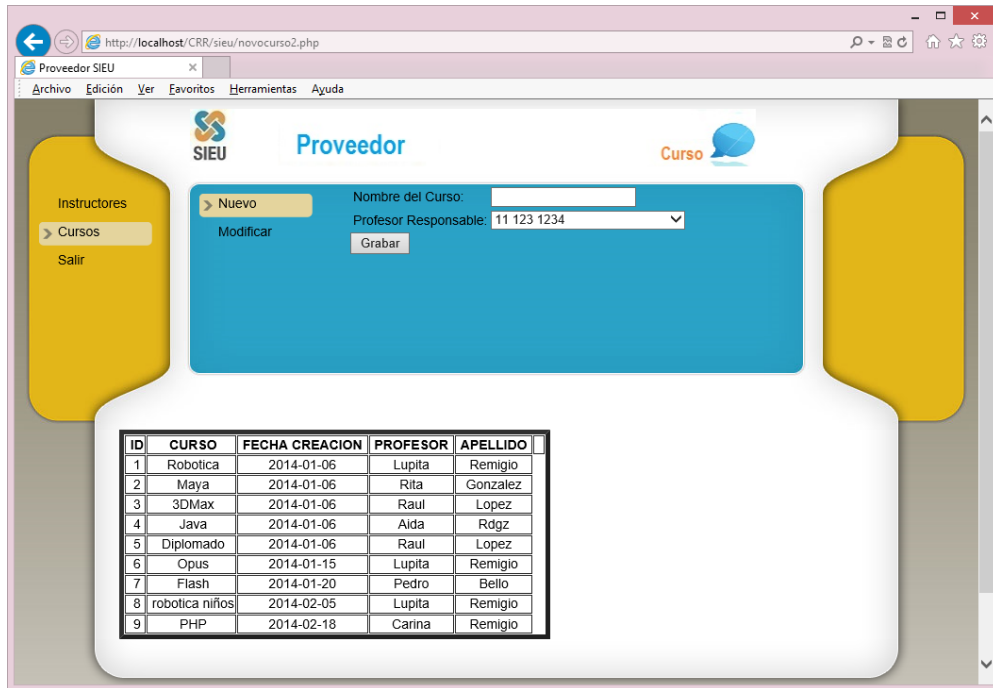 http://localhost/CRR/sieu/novocurso2.php
Proveedor SIEU
Archivo Edición Ver Favoritos Herramientas Ayuda
SIEU
Proveedor
Curso
Instructores
Cursos
Salir
Nuevo
Modificar
Nombre del Curso:
Profesor Responsable: 11 123 1234
Grabar
ID CURSO FECHA CREACION PROFESOR APELLIDO
1 Robotica 2014-01-06 Lupita Remigio
2 Maya 2014-01-06 Rita Gonzalez
3 3DMax 2014-01-06 Raul Lopez
4 Java 2014-01-06 Aida Rdgz
5 Diplomado 2014-01-06 Raul Lopez
6 Opus 2014-01-15 Lupita Remigio
7 Flash 2014-01-20 Pedro Bello
8 robotica niños 2014-02-05 Lupita Remigio
9 PHP 2014-02-18 Carina Remigio